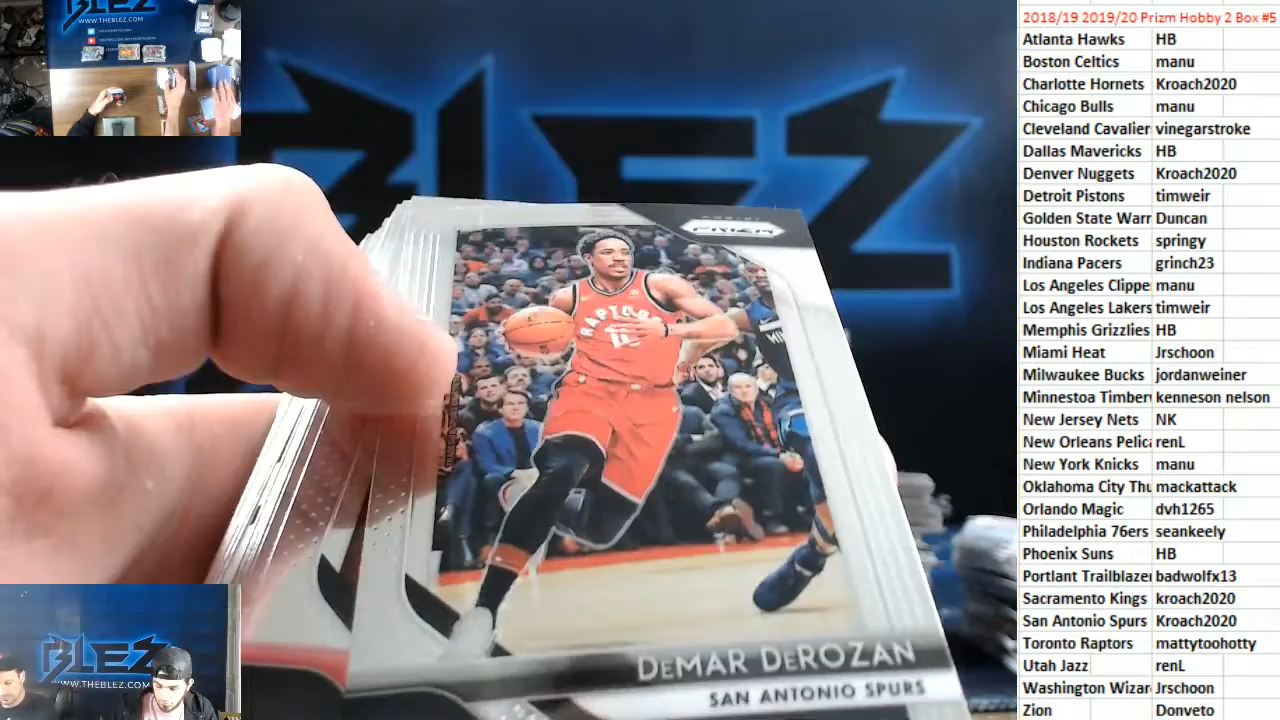 BLEZ
WWW.THEBLEZ.COM
BLEZ
PANINI
PRIZM
RAPTORS
10
MIN
DEMAR DEROZAN
SAN ANTONIO SPURS
BLEZ
WWW.THEBLEZ.COM
2018/19 2019/20 Prizm Hobby 2 Box #5
Atlanta Hawks HB
Boston Celtics manu
Charlotte Hornets Kroach2020
Chicago Bulls manu
Cleveland Cavalier vinegarstroke
Dallas Mavericks HB
Denver Nuggets Kroach2020
Detroit Pistons timweir
Golden State Warr Duncan
Houston Rockets springy
Indiana Pacers grinch23
Los Angeles Clippe manu
Los Angeles Lakers timweir
Memphis Grizzlies HB
Miami Heat Jrschoon
Milwaukee Bucks jordanweiner
Minnestoa Timberv kenneson nelson
New Jersey Nets NK
New Orleans Pelica renL
New York Knicks manu
Oklahoma City Thu mackattack
Orlando Magic dvh1265
Philadelphia 76ers seankeely
Phoenix Suns HB
Portlant Trailblazer badwolfx13
Sacramento Kings kroach2020
San Antonio Spurs Kroach2020
Toronto Raptors mattytoohotty
Utah Jazz renL
Washington Wizar Jrschoon
Zion Donveto